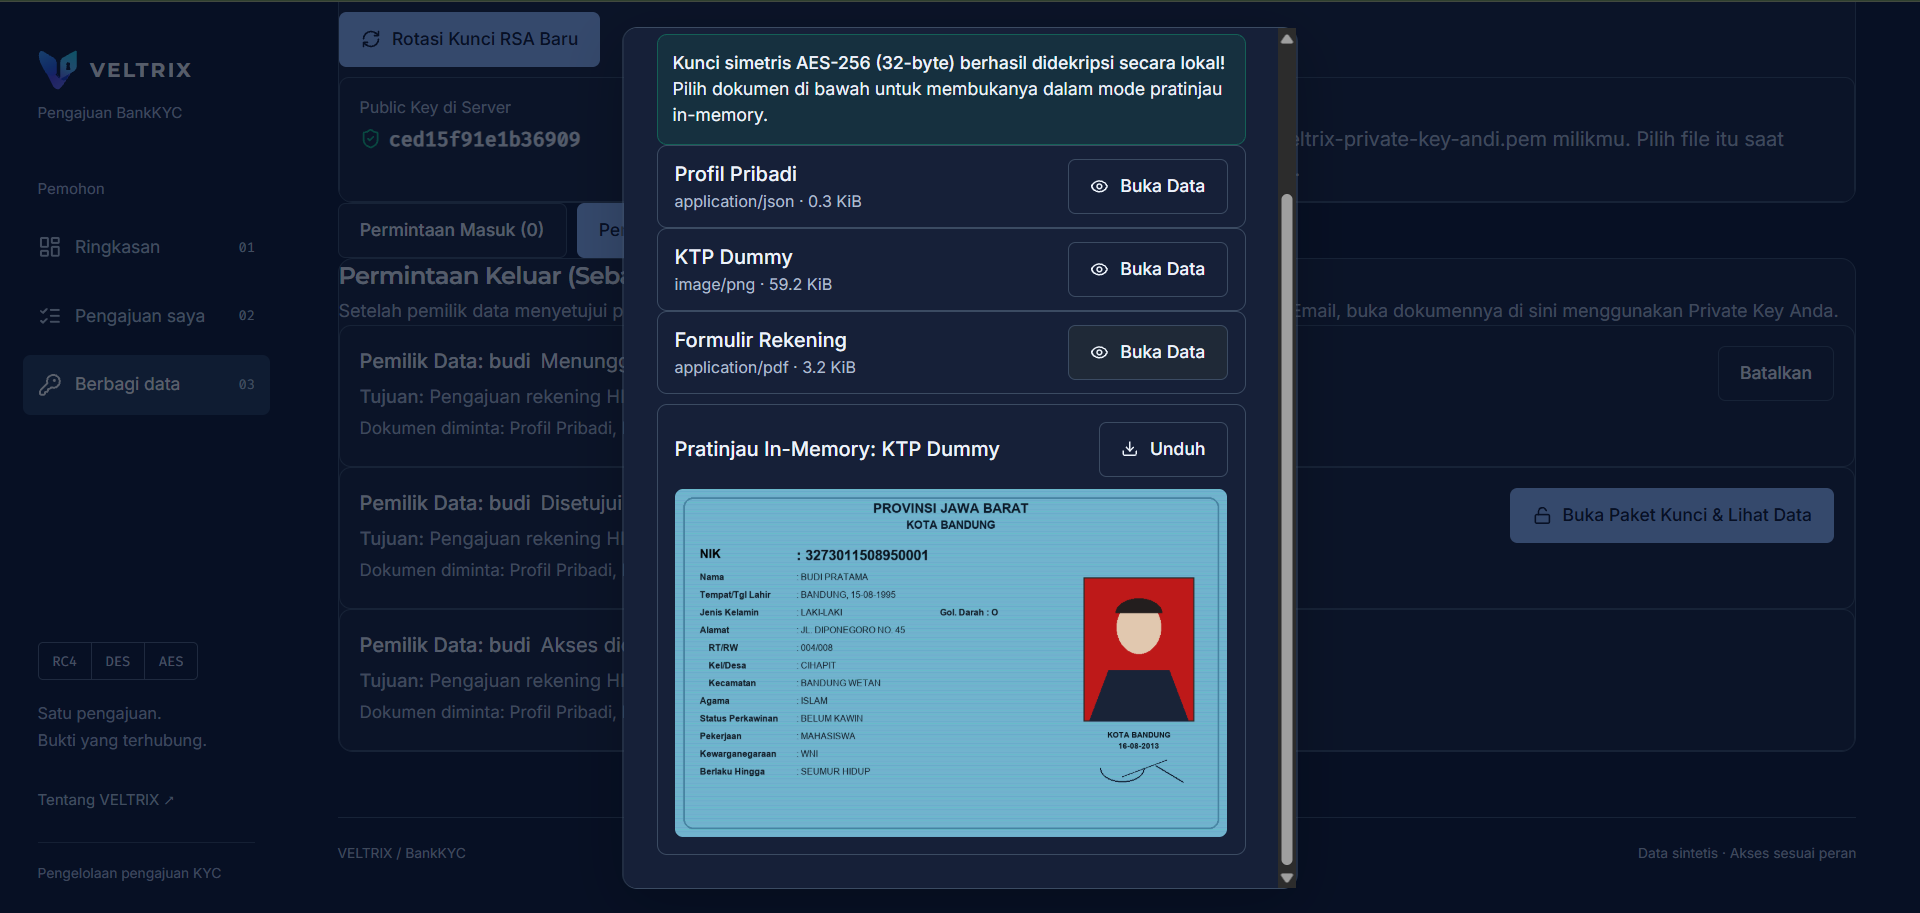 VELTRIX
Pengajuan BankKYC
Pemohon
Ringkasan 01
Pengajuan saya 02
Berbagi data 03
RC4 DES AES
Satu pengajuan.
Bukti yang terhubung.
Tentang VELTRIX ↗
Pengelolaan pengajuan KYC
Rotasi Kunci RSA Baru
Public Key di Server
ced15f91e1b36909
eltrix-private-key-andi.pem milikmu. Pilih file itu saat
Permintaan Masuk (0)
Pe
Permintaan Keluar (Seba
Setelah pemilik data menyetujui p
Email, buka dokumennya di sini menggunakan Private Key Anda.
Pemilik Data: budi Menungg
Tujuan: Pengajuan rekening HI
Dokumen diminta: Profil Pribadi,
Batalkan
Pemilik Data: budi Disetujui
Tujuan: Pengajuan rekening HI
Dokumen diminta: Profil Pribadi,
Buka Paket Kunci & Lihat Data
Pemilik Data: budi Akses di
Tujuan: Pengajuan rekening HI
Dokumen diminta: Profil Pribadi,
VELTRIX / BankKYC
Data sintetis · Akses sesuai peran
Kunci simetris AES-256 (32-byte) berhasil didekripsi secara lokal!
Pilih dokumen di bawah untuk membukanya dalam mode pratinjau
in-memory.
Profil Pribadi
application/json · 0.3 KiB
Buka Data
KTP Dummy
image/png · 59.2 KiB
Buka Data
Formulir Rekening
application/pdf · 3.2 KiB
Buka Data
Pratinjau In-Memory: KTP Dummy
Unduh
PROVINSI JAWA BARAT
KOTA BANDUNG
NIK : 3273011508950001
Nama : BUDI PRATAMA
Tempat/Tgl Lahir : BANDUNG, 15-08-1995
Jenis Kelamin : LAKI-LAKI Gol. Darah : O
Alamat : JL. DIPONEGORO NO. 45
RT/RW : 004/008
Kel/Desa : CIHAPIT
Kecamatan : BANDUNG WETAN
Agama : ISLAM
Status Perkawinan : BELUM KAWIN
Pekerjaan : MAHASISWA
Kewarganegaraan : WNI
Berlaku Hingga : SEUMUR HIDUP
KOTA BANDUNG
16-08-2013